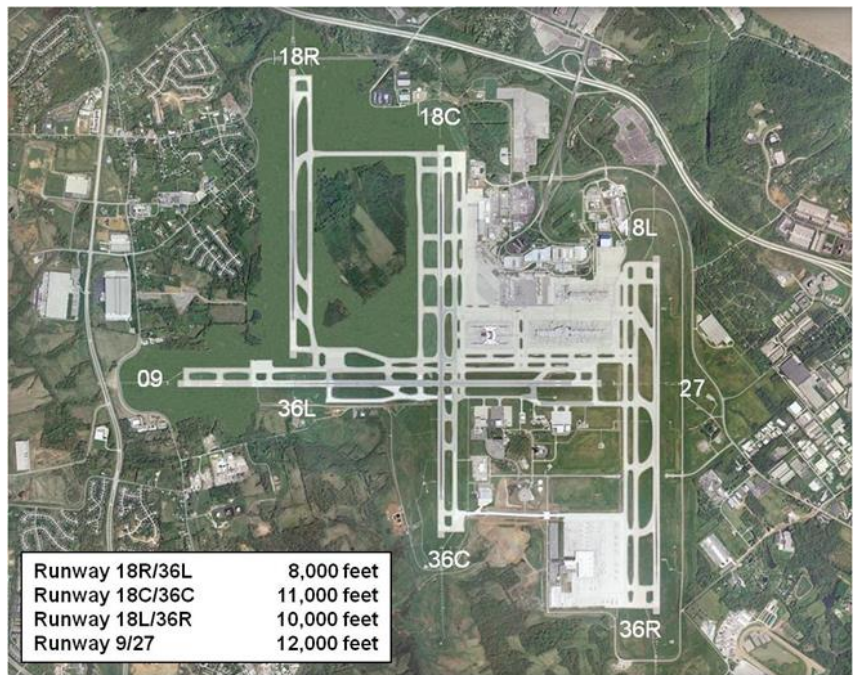 18R
18C
18L
09
27
36L
36C
36R
Runway 18R/36L 8,000 feet
Runway 18C/36C 11,000 feet
Runway 18L/36R 10,000 feet
Runway 9/27 12,000 feet